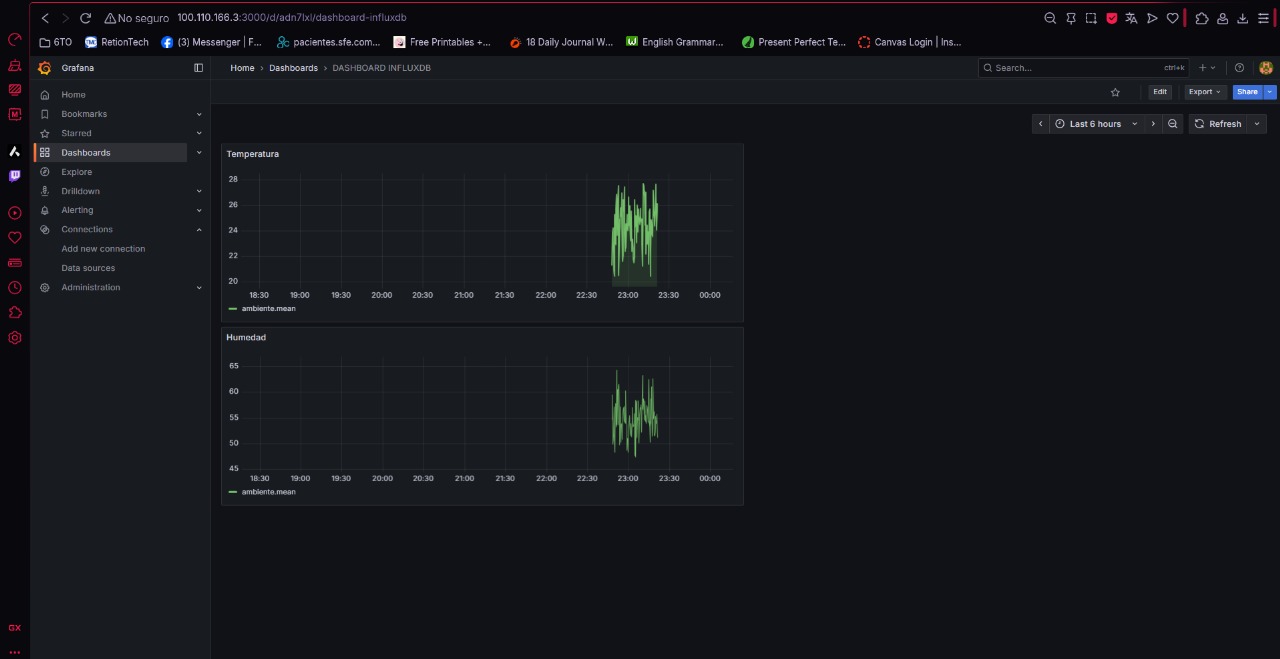 No seguro 100.110.166.3:3000/d/adn7lxl/dashboard-influxdb
6TO RetionTech (3) Messenger | F... pacientes.sfe.com... Free Printables +... 18 Daily Journal W... English Grammar... Present Perfect Te... Canvas Login | Ins...
Grafana
Home › Dashboards › DASHBOARD INFLUXDB
Search... ctrl+k
Edit Export Share
Last 6 hours Refresh
Home
Bookmarks
Starred
Dashboards
Explore
Drilldown
Alerting
Connections
Add new connection
Data sources
Administration
GX
Temperatura
28
26
24
22
20
18:30 19:00 19:30 20:00 20:30 21:00 21:30 22:00 22:30 23:00 23:30 00:00
ambiente.mean
Humedad
65
60
55
50
45
18:30 19:00 19:30 20:00 20:30 21:00 21:30 22:00 22:30 23:00 23:30 00:00
ambiente.mean